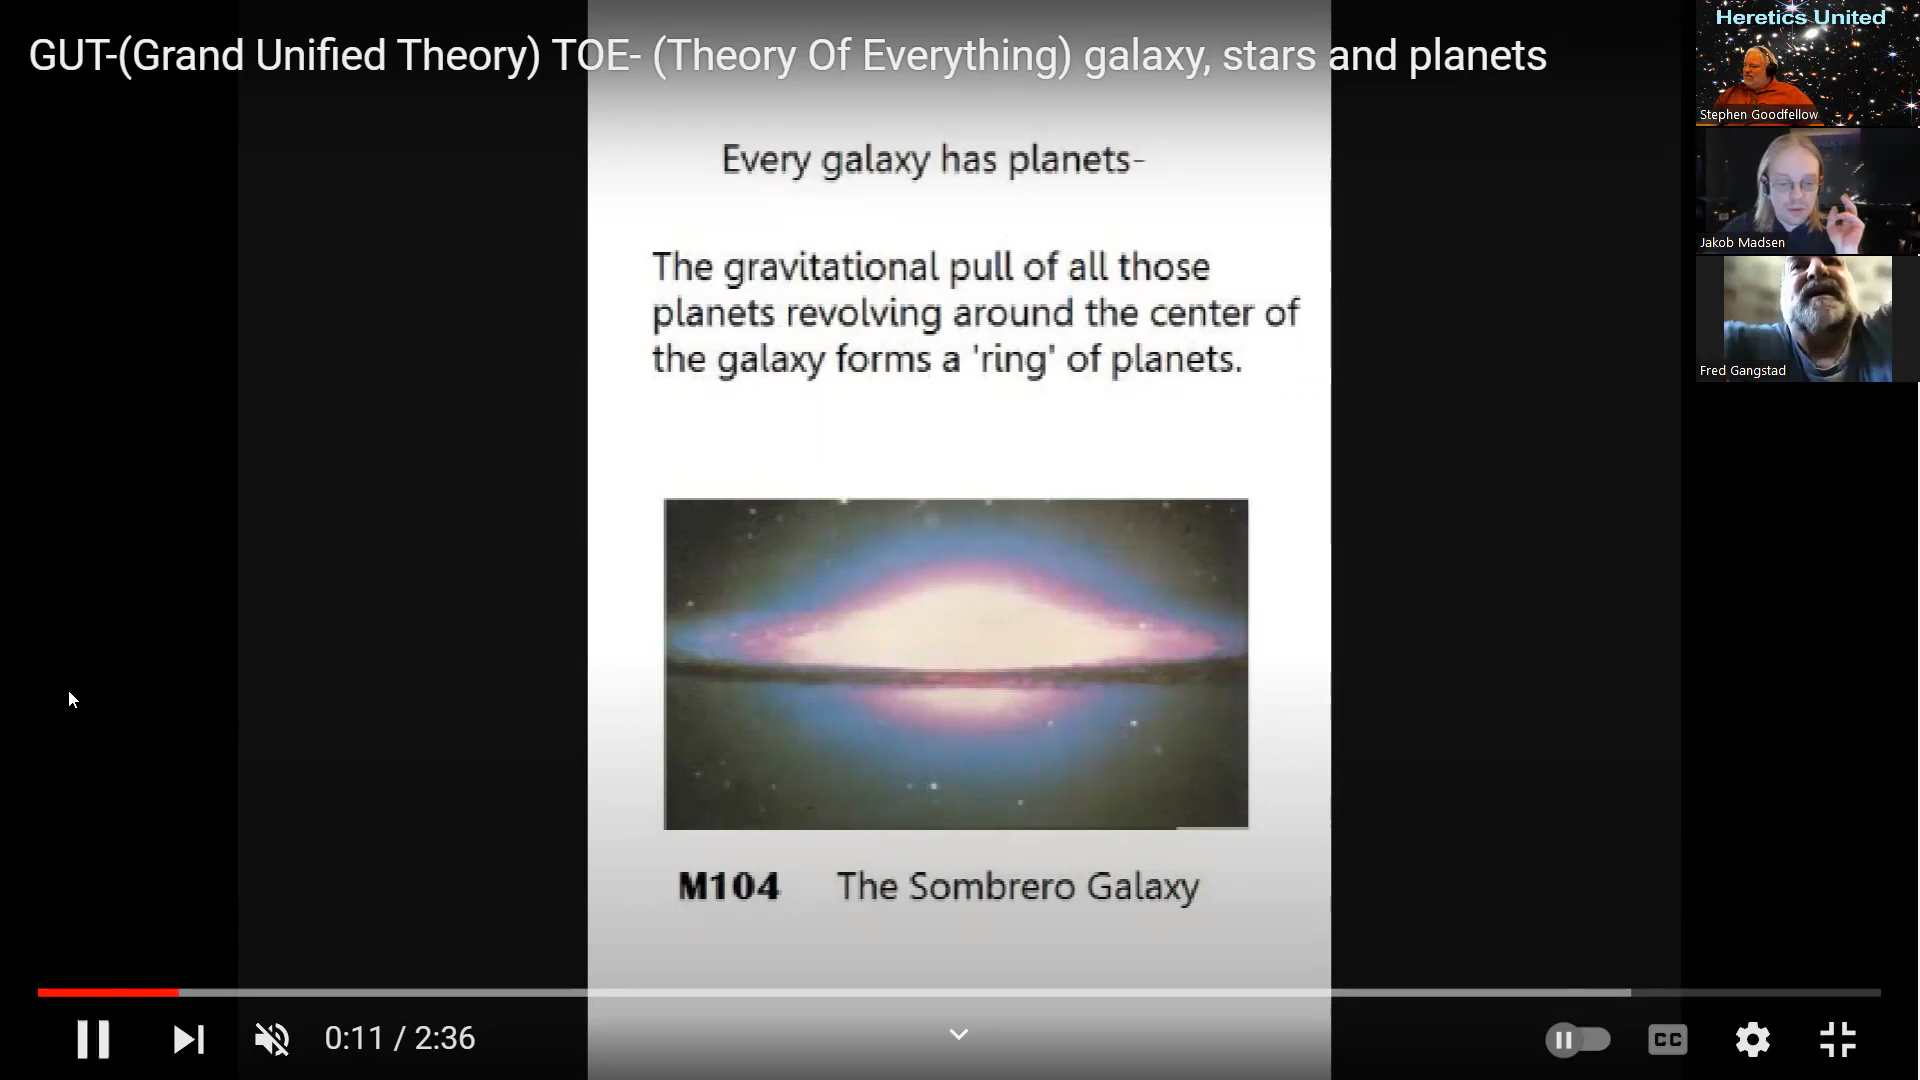 GUT-(Grand Unified Theory) TOE- (Theory Of Everything) galaxy, stars and planets
Heretics United
Stephen Goodfellow
Jakob Madsen
Fred Gangstad
Every galaxy has planets-
The gravitational pull of all those
planets revolving around the center of
the galaxy forms a 'ring' of planets.
M104 The Sombrero Galaxy
0:11 / 2:36
CC